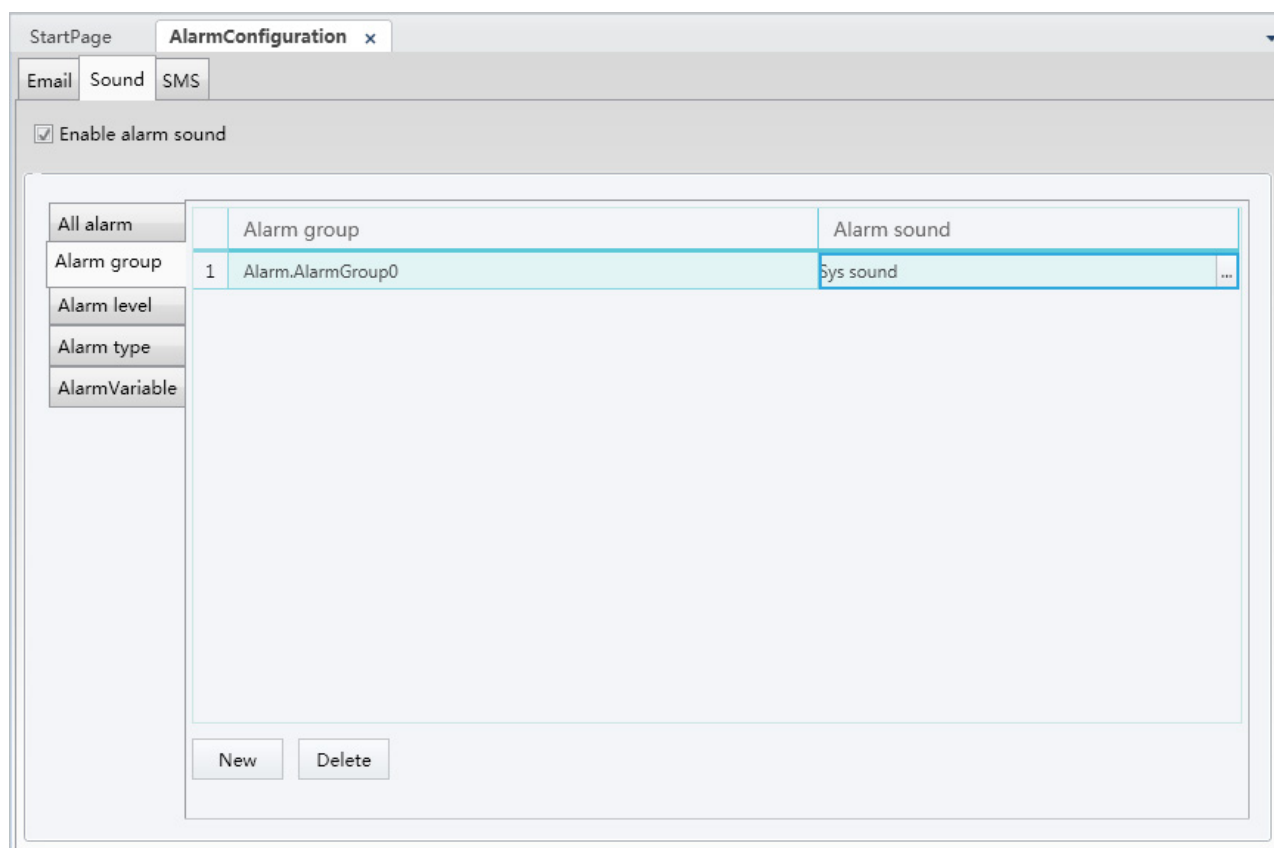 StartPage AlarmConfiguration x
Email Sound SMS
Enable alarm sound
All alarm
Alarm group
Alarm level
Alarm type
AlarmVariable
Alarm group Alarm sound
1 Alarm.AlarmGroup0 Sys sound ...
New Delete